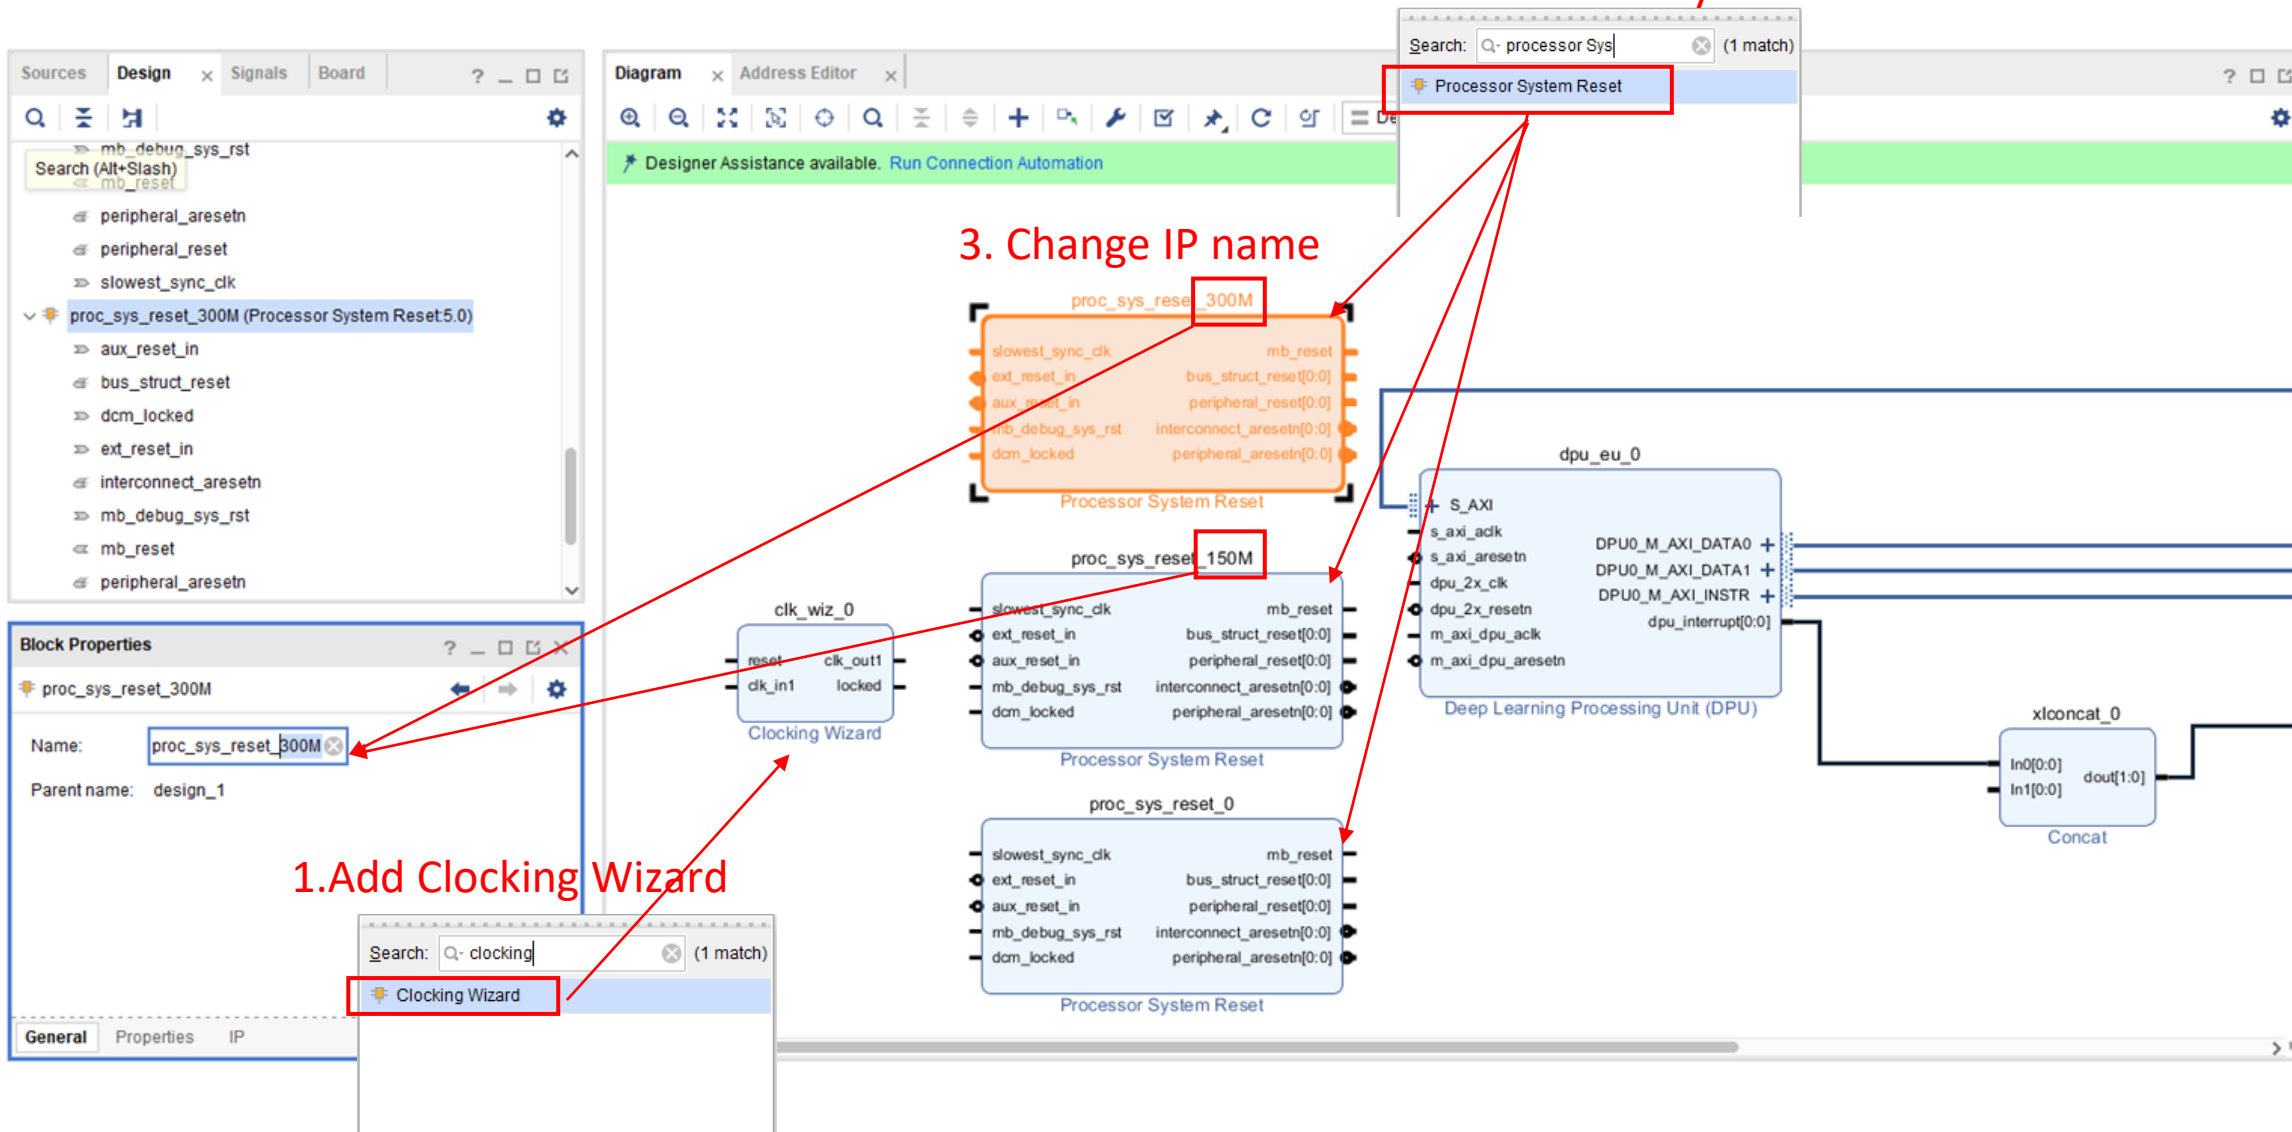 Sources
Design
Signals
Board
mb_debug_sys_rst
Search (Alt+Slash)
mb_reset
peripheral_aresetn
peripheral_reset
slowest_sync_clk
proc_sys_reset_300M (Processor System Reset:5.0)
aux_reset_in
bus_struct_reset
dcm_locked
ext_reset_in
interconnect_aresetn
mb_debug_sys_rst
mb_reset
peripheral_aresetn
Block Properties
proc_sys_reset_300M
Name: proc_sys_reset_300M
Parent name: design_1
General
Properties
IP
1.Add Clocking Wizard
Search: clocking (1 match)
Clocking Wizard
Diagram
Address Editor
Designer Assistance available. Run Connection Automation
Search: processor Sys (1 match)
Processor System Reset
3. Change IP name
proc_sys_reset_300M
slowest_sync_clk
ext_reset_in
aux_reset_in
mb_debug_sys_rst
dcm_locked
mb_reset
bus_struct_reset[0:0]
peripheral_reset[0:0]
interconnect_aresetn[0:0]
peripheral_aresetn[0:0]
Processor System Reset
clk_wiz_0
reset
clk_in1
clk_out1
locked
Clocking Wizard
proc_sys_reset_150M
slowest_sync_clk
ext_reset_in
aux_reset_in
mb_debug_sys_rst
dcm_locked
mb_reset
bus_struct_reset[0:0]
peripheral_reset[0:0]
interconnect_aresetn[0:0]
peripheral_aresetn[0:0]
Processor System Reset
proc_sys_reset_0
slowest_sync_clk
ext_reset_in
aux_reset_in
mb_debug_sys_rst
dcm_locked
mb_reset
bus_struct_reset[0:0]
peripheral_reset[0:0]
interconnect_aresetn[0:0]
peripheral_aresetn[0:0]
Processor System Reset
dpu_eu_0
S_AXI
s_axi_aclk
s_axi_aresetn
dpu_2x_clk
dpu_2x_resetn
m_axi_dpu_aclk
m_axi_dpu_aresetn
DPU0_M_AXI_DATA0
DPU0_M_AXI_DATA1
DPU0_M_AXI_INSTR
dpu_interrupt[0:0]
Deep Learning Processing Unit (DPU)
xlconcat_0
In0[0:0]
In1[0:0]
dout[1:0]
Concat